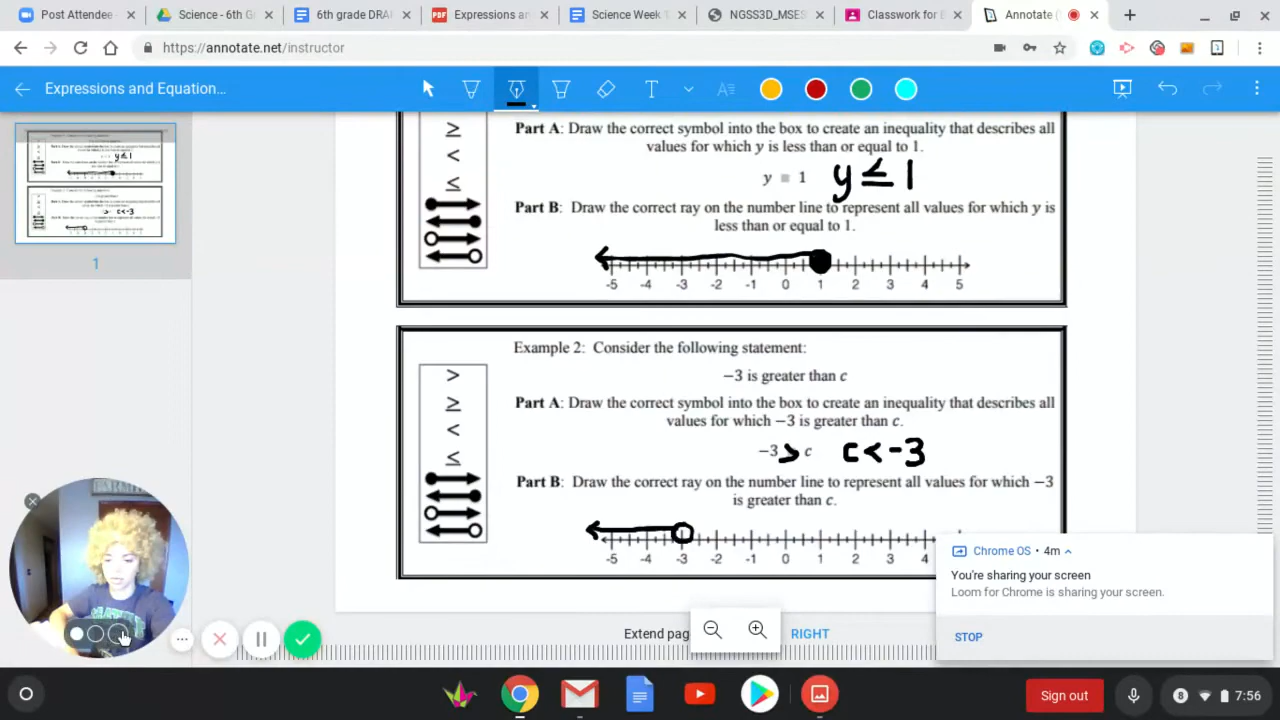 Post Attendee -
Science - 6th Gr
6th grade DRA
Expressions an
Science Week
NGSS3D_MSES
Classwork for
Annotate
https://annotate.net/instructor
Expressions and Equation...
T
A
≥
<
≤
Part A: Draw the correct symbol into the box to create an inequality that describes all
values for which y is less than or equal to 1.
y 1 y ≤ 1
Part B: Draw the correct ray on the number line to represent all values for which y is
less than or equal to 1.
-5 -4 -3 -2 -1 0 1 2 3 4 5
1
Example 2: Consider the following statement:
−3 is greater than c
>
≥
<
≤
Part A: Draw the correct symbol into the box to create an inequality that describes all
values for which −3 is greater than c.
−3 > c c < -3
Part B: Draw the correct ray on the number line to represent all values for which −3
is greater than c.
-5 -4 -3 -2 -1 0 1 2 3 4
Chrome OS • 4m
You're sharing your screen
Loom for Chrome is sharing your screen.
STOP
Extend pag
RIGHT
Sign out
8
7:56